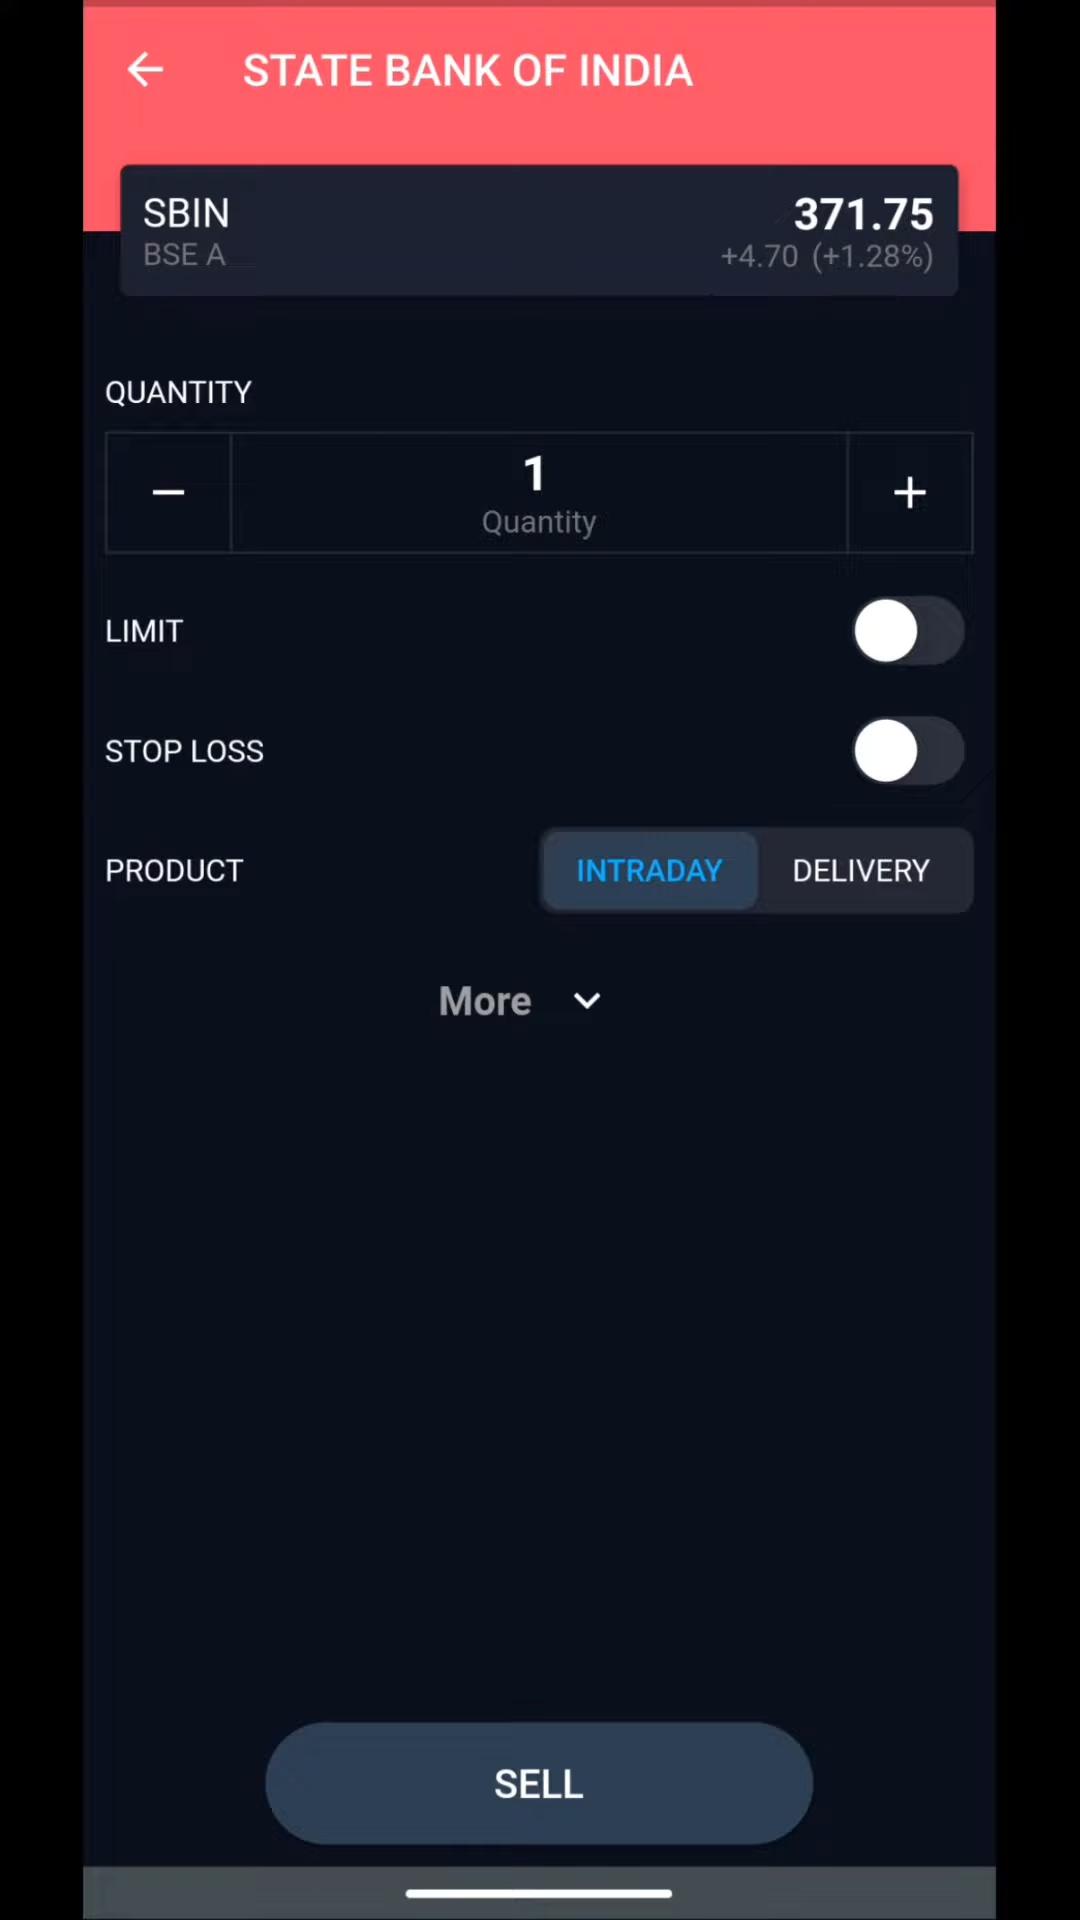 STATE BANK OF INDIA
SBIN 371.75
BSE A +4.70 (+1.28%)
QUANTITY
1
Quantity
LIMIT
STOP LOSS
PRODUCT INTRADAY DELIVERY
More
SELL